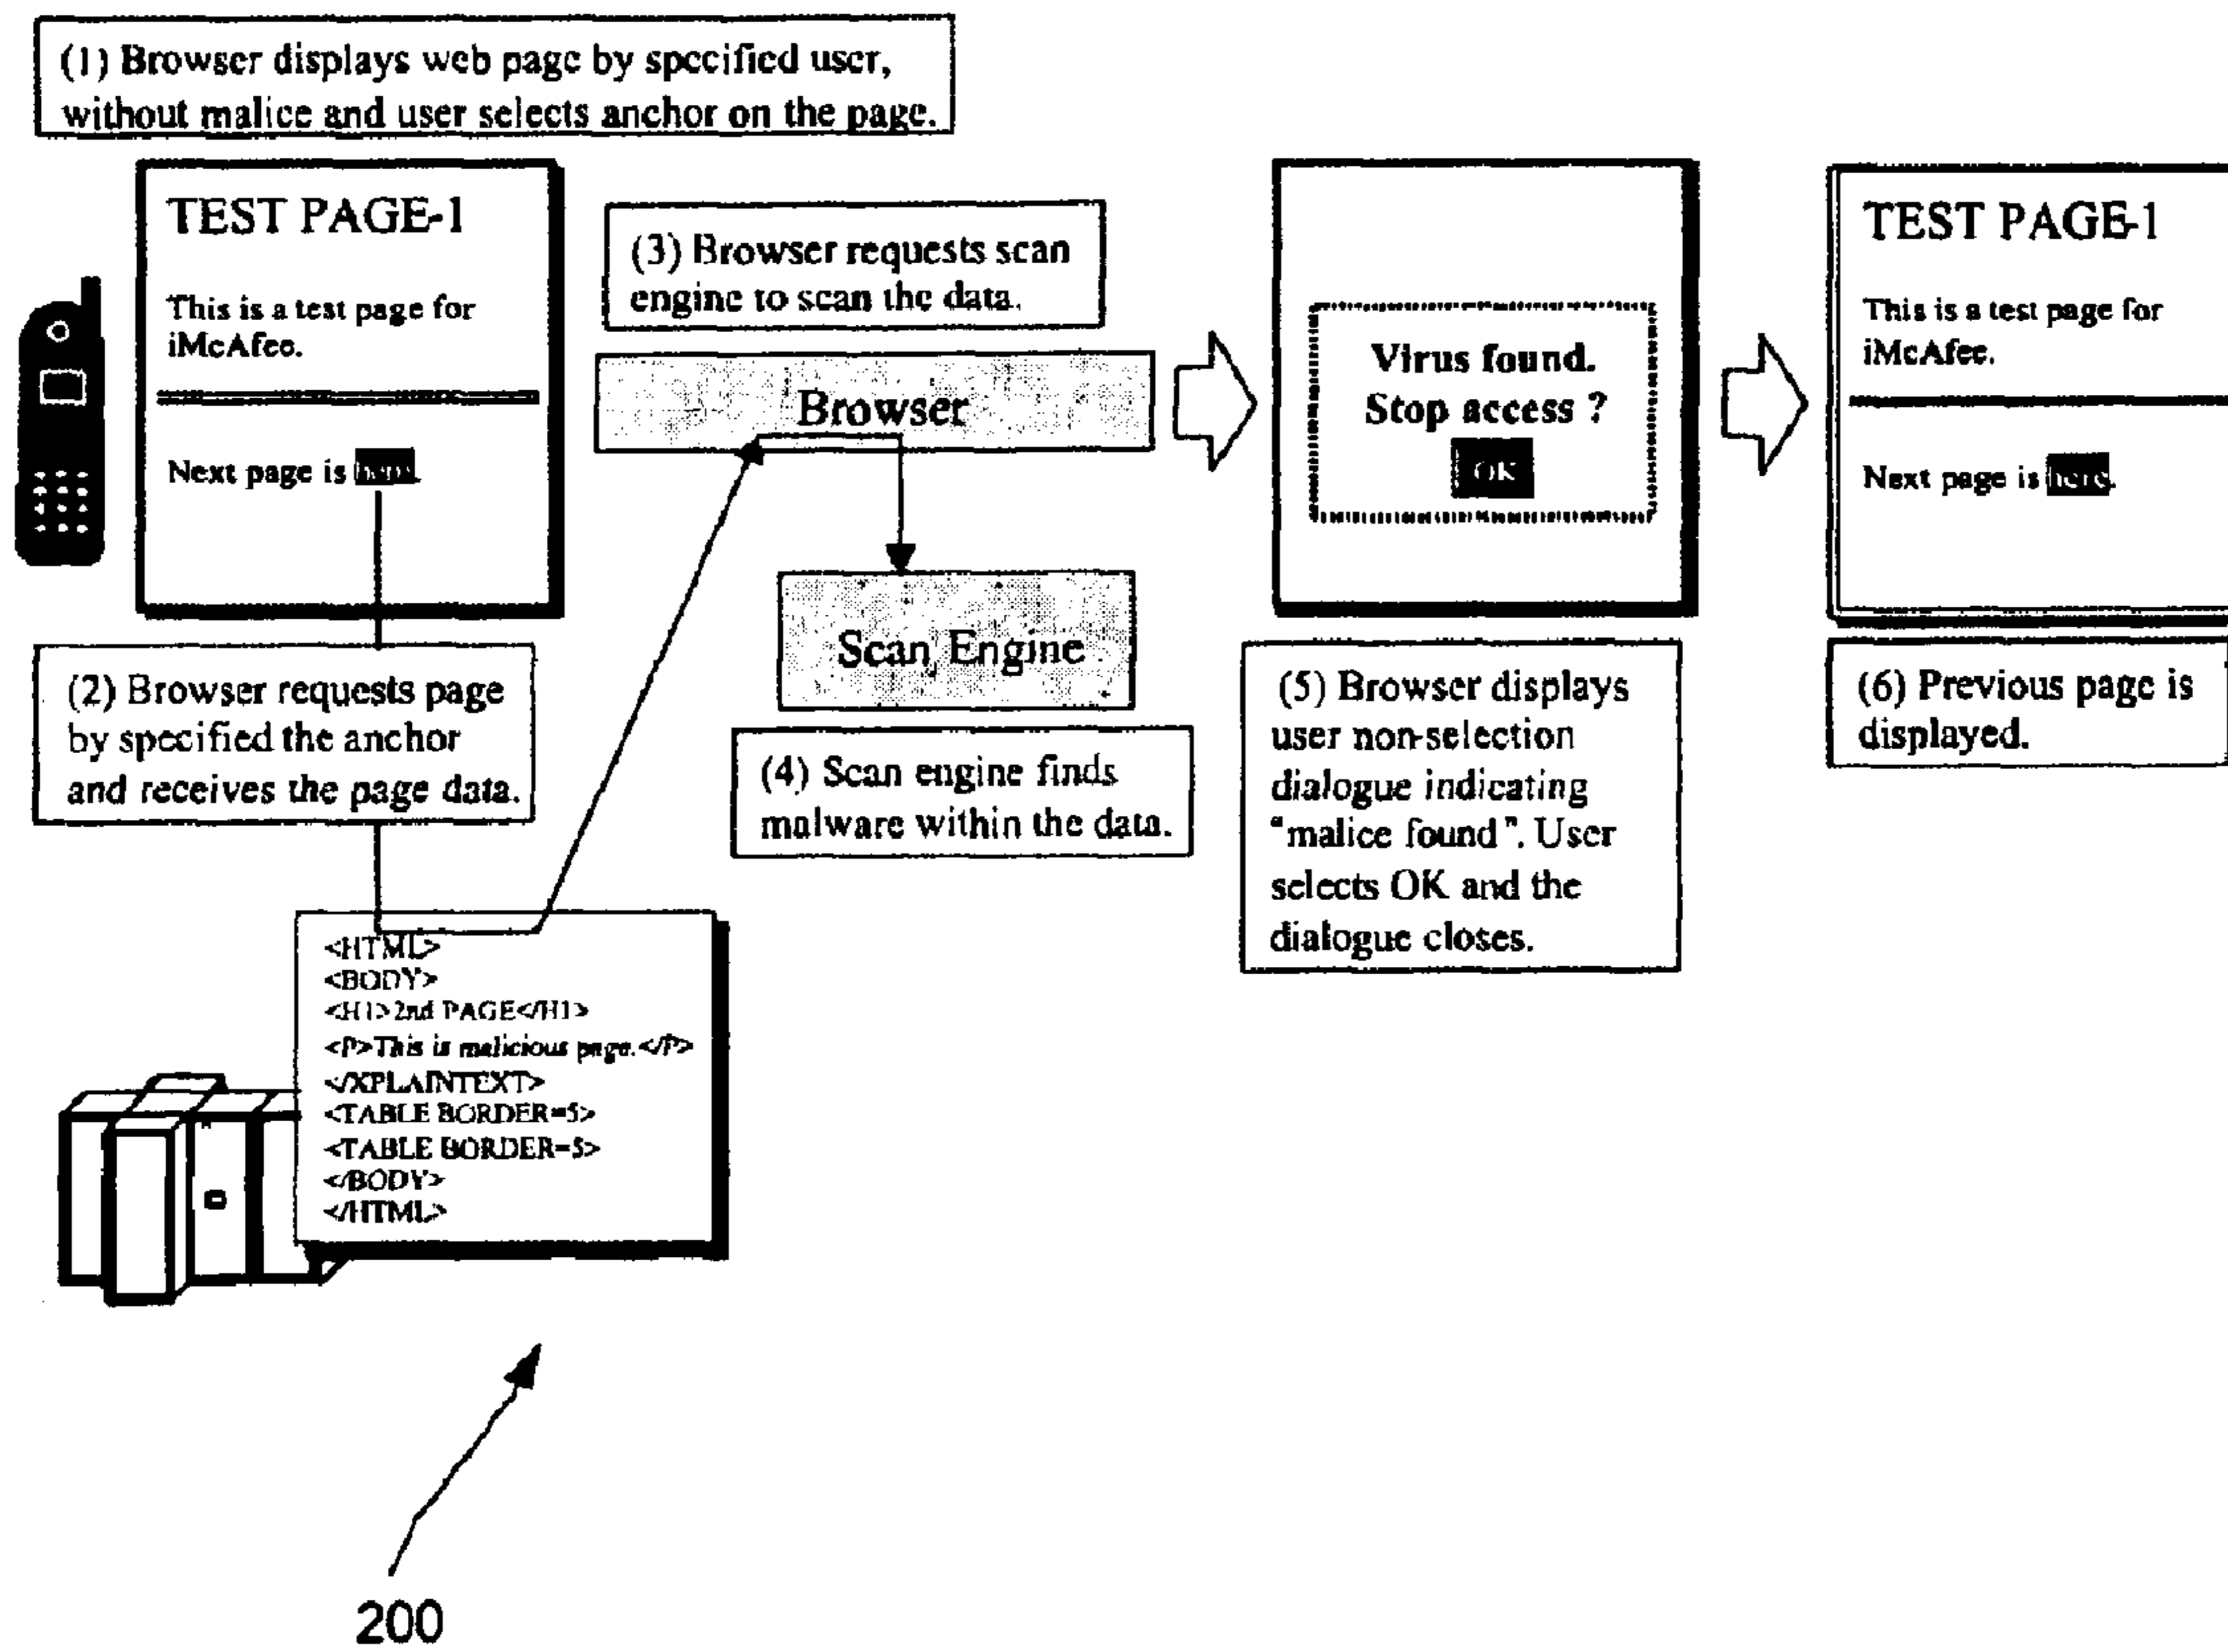 (1) Browser displays web page by specified user,
without malice and user selects anchor on the page.
TEST PAGE-1
This is a test page for
iMcAfee.
Next page is here.
(2) Browser requests page
by specified the anchor
and receives the page data.
<HTML>
<BODY>
<H1>2nd PAGE</H1>
<P>This is malicious page.</P>
</XPLAINTEXT>
<TABLE BORDER=5>
<TABLE BORDER=5>
</BODY>
</HTML>
(3) Browser requests scan
engine to scan the data.
Browser
Scan Engine
(4) Scan engine finds
malware within the data.
Virus found.
Stop access ?
OK
(5) Browser displays
user non-selection
dialogue indicating
"malice found". User
selects OK and the
dialogue closes.
TEST PAGE-1
This is a test page for
iMcAfee.
Next page is here.
(6) Previous page is
displayed.
200